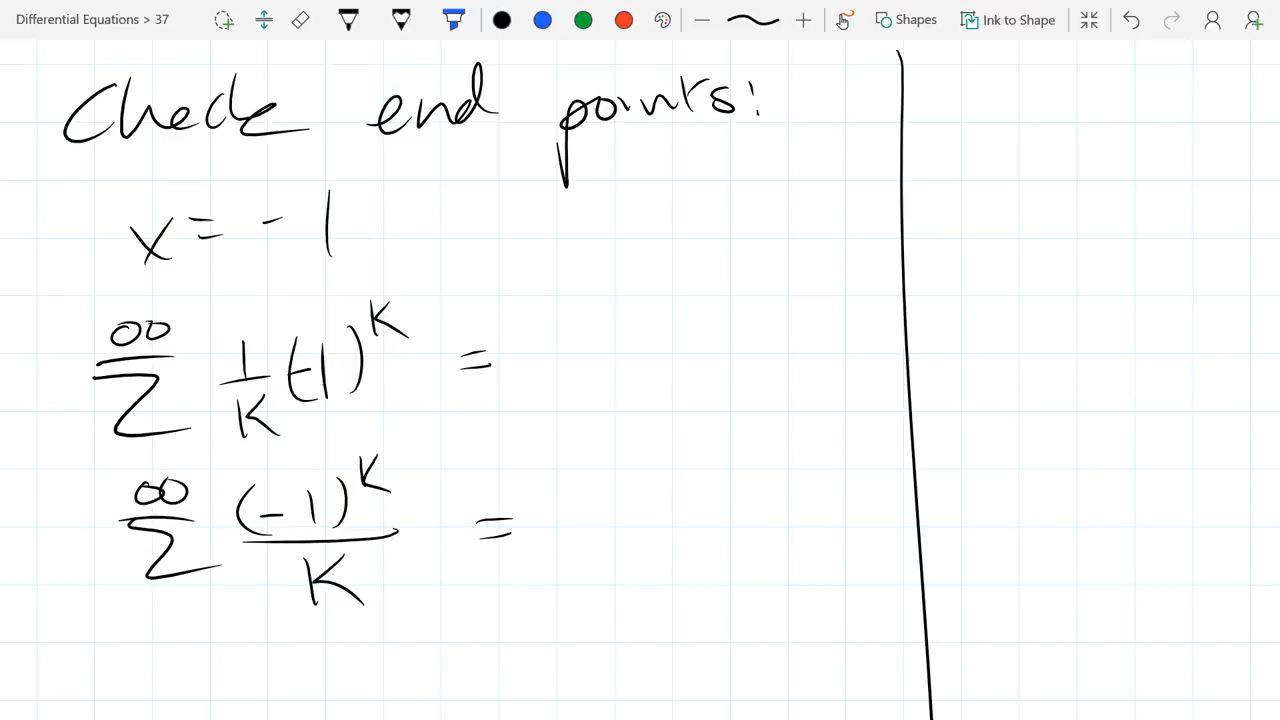 Differential Equations > 37
Shapes
Ink to Shape
Check end points:
x = -1
∞
∑ 1/K (-1)^K =
∞
∑ (-1)^K/K =